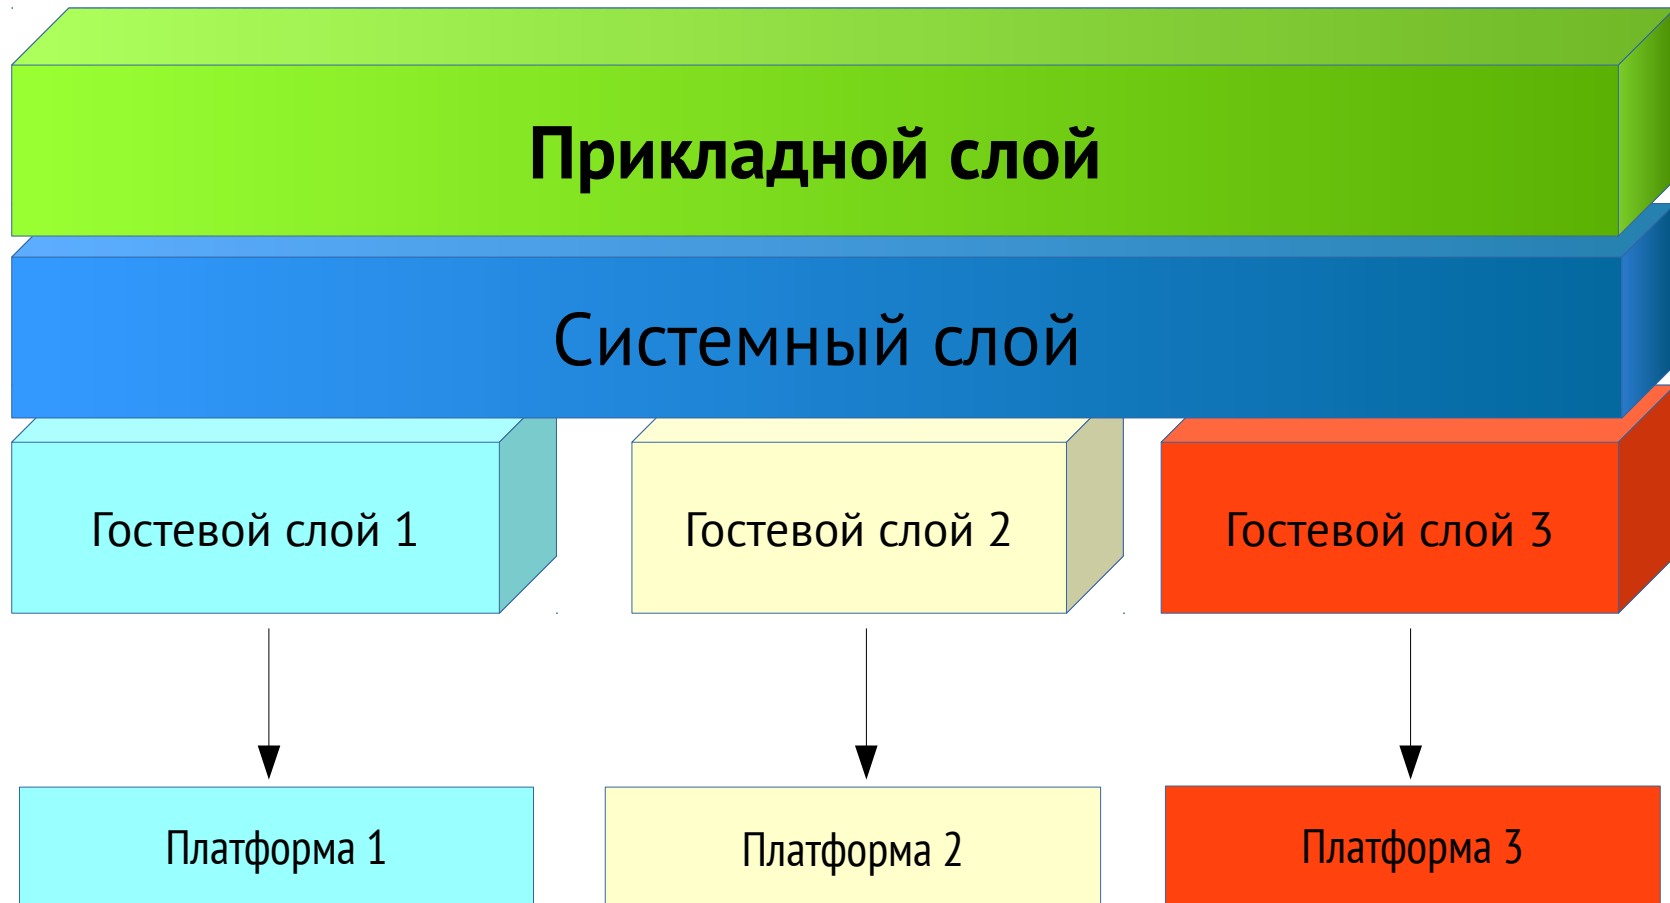 Прикладной слой
Системный слой
Гостевой слой 1
Гостевой слой 2
Гостевой слой 3
Платформа 1
Платформа 2
Платформа 3